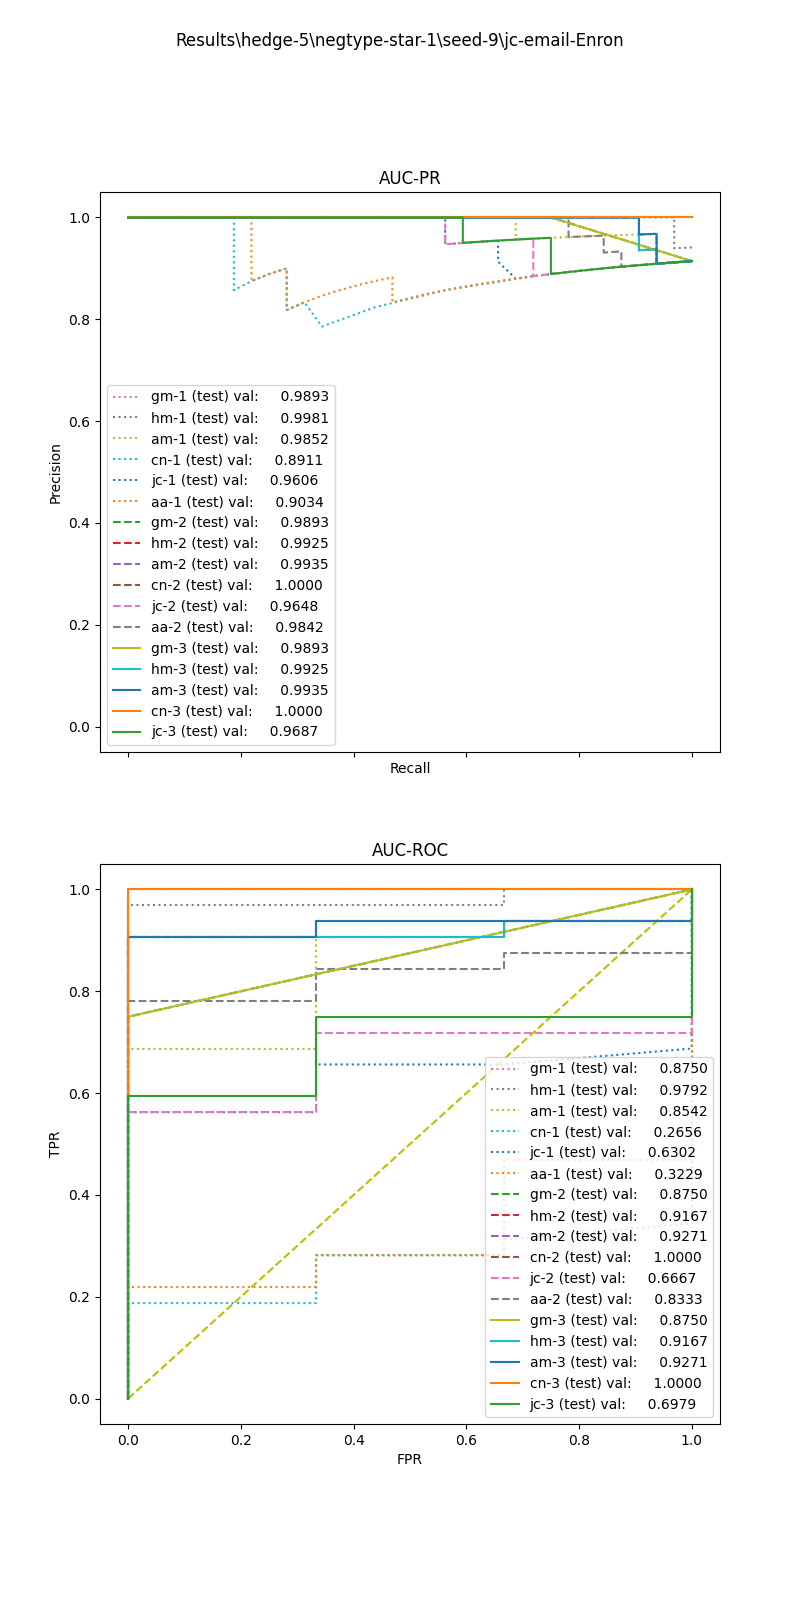 Results\hedge-5\negtype-star-1\seed-9\jc-email-Enron
AUC-PR
1.0
0.8
0.6
0.4
0.2
0.0
Precision
gm-1 (test) val: 0.9893
hm-1 (test) val: 0.9981
am-1 (test) val: 0.9852
cn-1 (test) val: 0.8911
jc-1 (test) val: 0.9606
aa-1 (test) val: 0.9034
gm-2 (test) val: 0.9893
hm-2 (test) val: 0.9925
am-2 (test) val: 0.9935
cn-2 (test) val: 1.0000
jc-2 (test) val: 0.9648
aa-2 (test) val: 0.9842
gm-3 (test) val: 0.9893
hm-3 (test) val: 0.9925
am-3 (test) val: 0.9935
cn-3 (test) val: 1.0000
jc-3 (test) val: 0.9687
Recall
AUC-ROC
1.0
0.8
0.6
0.4
0.2
0.0
TPR
gm-1 (test) val: 0.8750
hm-1 (test) val: 0.9792
am-1 (test) val: 0.8542
cn-1 (test) val: 0.2656
jc-1 (test) val: 0.6302
aa-1 (test) val: 0.3229
gm-2 (test) val: 0.8750
hm-2 (test) val: 0.9167
am-2 (test) val: 0.9271
cn-2 (test) val: 1.0000
jc-2 (test) val: 0.6667
aa-2 (test) val: 0.8333
gm-3 (test) val: 0.8750
hm-3 (test) val: 0.9167
am-3 (test) val: 0.9271
cn-3 (test) val: 1.0000
jc-3 (test) val: 0.6979
0.0 0.2 0.4 0.6 0.8 1.0
FPR